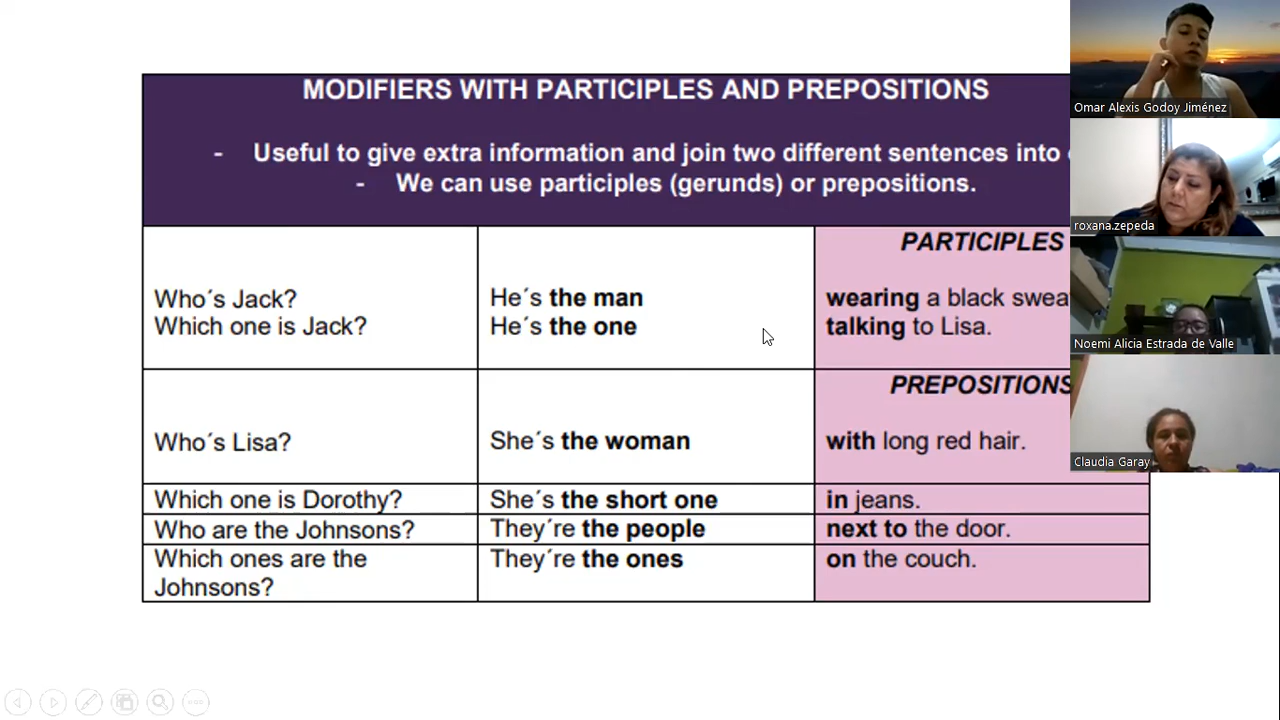 MODIFIERS WITH PARTICIPLES AND PREPOSITIONS
- Useful to give extra information and join two different sentences into
- We can use participles (gerunds) or prepositions.
PARTICIPLES
Who´s Jack? He´s the man wearing a black
Which one is Jack? He´s the one talking to Lisa.
PREPOSITIONS
Who´s Lisa? She´s the woman with long red hair.
Which one is Dorothy? She´s the short one in jeans.
Who are the Johnsons? They´re the people next to the door.
Which ones are the They´re the ones on the couch.
Johnsons?
Omar Alexis Godoy Jiménez
roxana.zepeda
Noemi Alicia Estrada de Valle
Claudia Garay